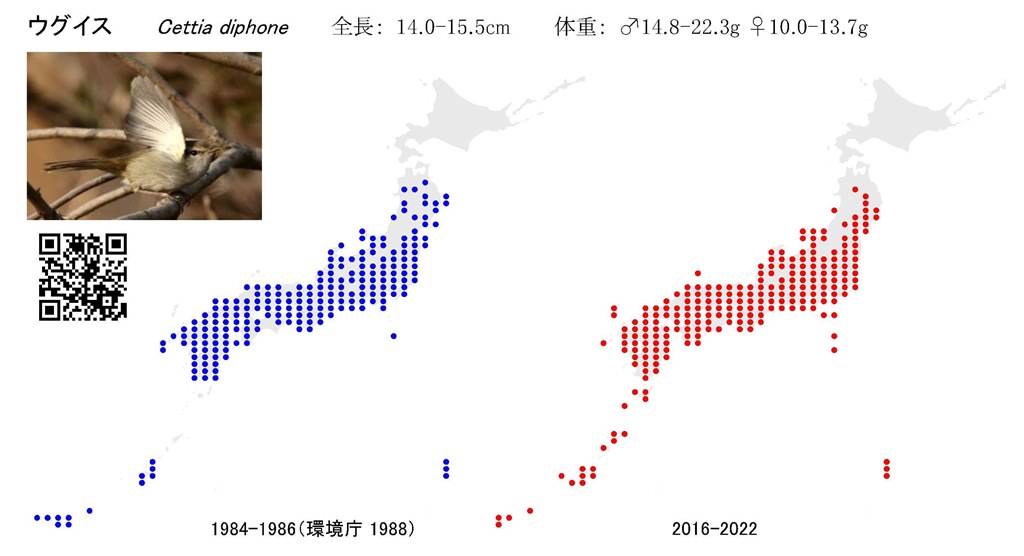 ウグイス Cettia diphone 全長: 14.0-15.5cm 体重: ♂14.8-22.3g ♀10.0-13.7g
1984-1986(環境庁 1988) 2016-2022